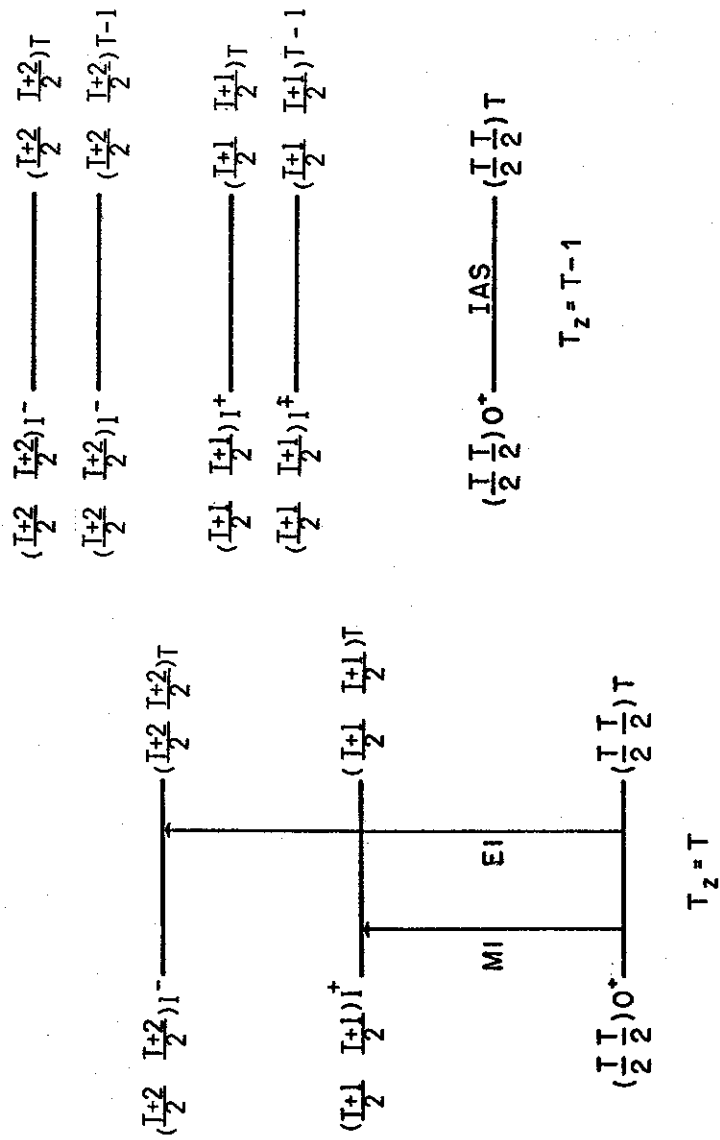 (T+2/2 T+2/2)1⁻ (T+2/2 T+2/2)T
(T+1/2 T+1/2)1⁺ (T+1/2 T+1/2)T
M1 E1
(T/2 T/2)0⁺ (T/2 T/2)T
T_z = T
(T+2/2 T+2/2)1⁻ (T+2/2 T+2/2)T
(T+2/2 T+2/2)1⁻ (T+2/2 T+2/2)T-1
(T+1/2 T+1/2)1⁺ (T+1/2 T+1/2)T
(T+1/2 T+1/2)1⁺ (T+1/2 T+1/2)T-1
(T/2 T/2)0⁺ IAS (T/2 T/2)T
T_z = T-1